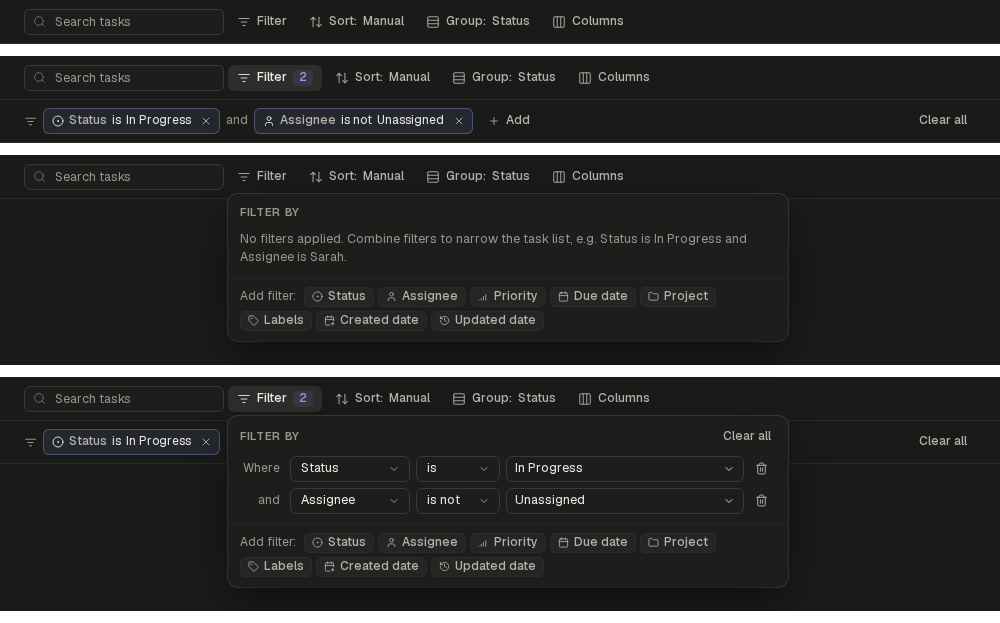 Search tasks Filter Sort: Manual Group: Status Columns
Search tasks Filter 2 Sort: Manual Group: Status Columns
Status is In Progress and Assignee is not Unassigned Add Clear all
Search tasks Filter Sort: Manual Group: Status Columns
FILTER BY
No filters applied. Combine filters to narrow the task list, e.g. Status is In Progress and
Assignee is Sarah.
Add filter: Status Assignee Priority Due date Project
Labels Created date Updated date
Search tasks Filter 2 Sort: Manual Group: Status Columns
Status is In Progress Clear all
FILTER BY Clear all
Where Status is In Progress
and Assignee is not Unassigned
Add filter: Status Assignee Priority Due date Project
Labels Created date Updated date